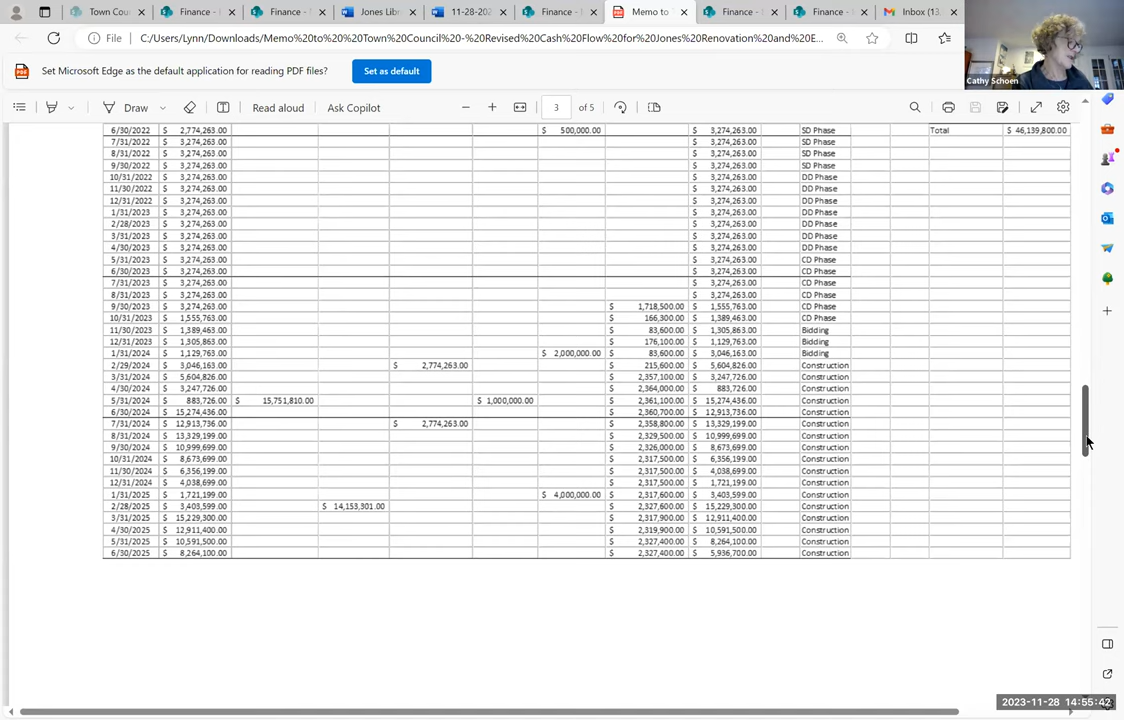 Town Cou
Finance -
Finance -
Jones Libr
11-28-202
Finance -
Memo to
Finance -
Finance -
Inbox (13
File C:/Users/Lynn/Downloads/Memo%20to%20%20Town%20Council%20-%20Revised%20Cash%20Flow%20for%20Jones%20Renovation%20and%20E...
Cathy Schoen
Set Microsoft Edge as the default application for reading PDF files? Set as default
Draw Read aloud Ask Copilot 3 of 5
6/30/2022 $ 2,774,263.00 $ 500,000.00 $ 3,274,263.00 SD Phase Total $ 46,139,800.00
7/31/2022 $ 3,274,263.00 $ 3,274,263.00 SD Phase
8/31/2022 $ 3,274,263.00 $ 3,274,263.00 SD Phase
9/30/2022 $ 3,274,263.00 $ 3,274,263.00 SD Phase
10/31/2022 $ 3,274,263.00 $ 3,274,263.00 DD Phase
11/30/2022 $ 3,274,263.00 $ 3,274,263.00 DD Phase
12/31/2022 $ 3,274,263.00 $ 3,274,263.00 DD Phase
1/31/2023 $ 3,274,263.00 $ 3,274,263.00 DD Phase
2/28/2023 $ 3,274,263.00 $ 3,274,263.00 DD Phase
3/31/2023 $ 3,274,263.00 $ 3,274,263.00 DD Phase
4/30/2023 $ 3,274,263.00 $ 3,274,263.00 DD Phase
5/31/2023 $ 3,274,263.00 $ 3,274,263.00 CD Phase
6/30/2023 $ 3,274,263.00 $ 3,274,263.00 CD Phase
7/31/2023 $ 3,274,263.00 $ 3,274,263.00 CD Phase
8/31/2023 $ 3,274,263.00 $ 3,274,263.00 CD Phase
9/30/2023 $ 3,274,263.00 $ 1,718,500.00 $ 1,555,763.00 CD Phase
10/31/2023 $ 1,555,763.00 $ 166,300.00 $ 1,389,463.00 CD Phase
11/30/2023 $ 1,389,463.00 $ 83,600.00 $ 1,305,863.00 Bidding
12/31/2023 $ 1,305,863.00 $ 176,100.00 $ 1,129,763.00 Bidding
1/31/2024 $ 1,129,763.00 $ 2,000,000.00 $ 83,600.00 $ 3,046,163.00 Bidding
2/29/2024 $ 3,046,163.00 $ 2,774,263.00 $ 215,600.00 $ 5,604,826.00 Construction
3/31/2024 $ 5,604,826.00 $ 2,357,100.00 $ 3,247,726.00 Construction
4/30/2024 $ 3,247,726.00 $ 2,364,000.00 $ 883,726.00 Construction
5/31/2024 $ 883,726.00 $ 15,751,810.00 $ 1,000,000.00 $ 2,361,100.00 $ 15,274,436.00 Construction
6/30/2024 $ 15,274,436.00 $ 2,360,700.00 $ 12,913,736.00 Construction
7/31/2024 $ 12,913,736.00 $ 2,774,263.00 $ 2,358,800.00 $ 13,329,199.00 Construction
8/31/2024 $ 13,329,199.00 $ 2,329,500.00 $ 10,999,699.00 Construction
9/30/2024 $ 10,999,699.00 $ 2,326,000.00 $ 8,673,699.00 Construction
10/31/2024 $ 8,673,699.00 $ 2,317,500.00 $ 6,356,199.00 Construction
11/30/2024 $ 6,356,199.00 $ 2,317,500.00 $ 4,038,699.00 Construction
12/31/2024 $ 4,038,699.00 $ 2,317,500.00 $ 1,721,199.00 Construction
1/31/2025 $ 1,721,199.00 $ 4,000,000.00 $ 2,317,600.00 $ 3,403,599.00 Construction
2/28/2025 $ 3,403,599.00 $ 14,153,301.00 $ 2,327,600.00 $ 15,229,300.00 Construction
3/31/2025 $ 15,229,300.00 $ 2,317,900.00 $ 12,911,400.00 Construction
4/30/2025 $ 12,911,400.00 $ 2,319,900.00 $ 10,591,500.00 Construction
5/31/2025 $ 10,591,500.00 $ 2,327,400.00 $ 8,264,100.00 Construction
6/30/2025 $ 8,264,100.00 $ 2,327,400.00 $ 5,936,700.00 Construction
2023-11-28 14:55:42